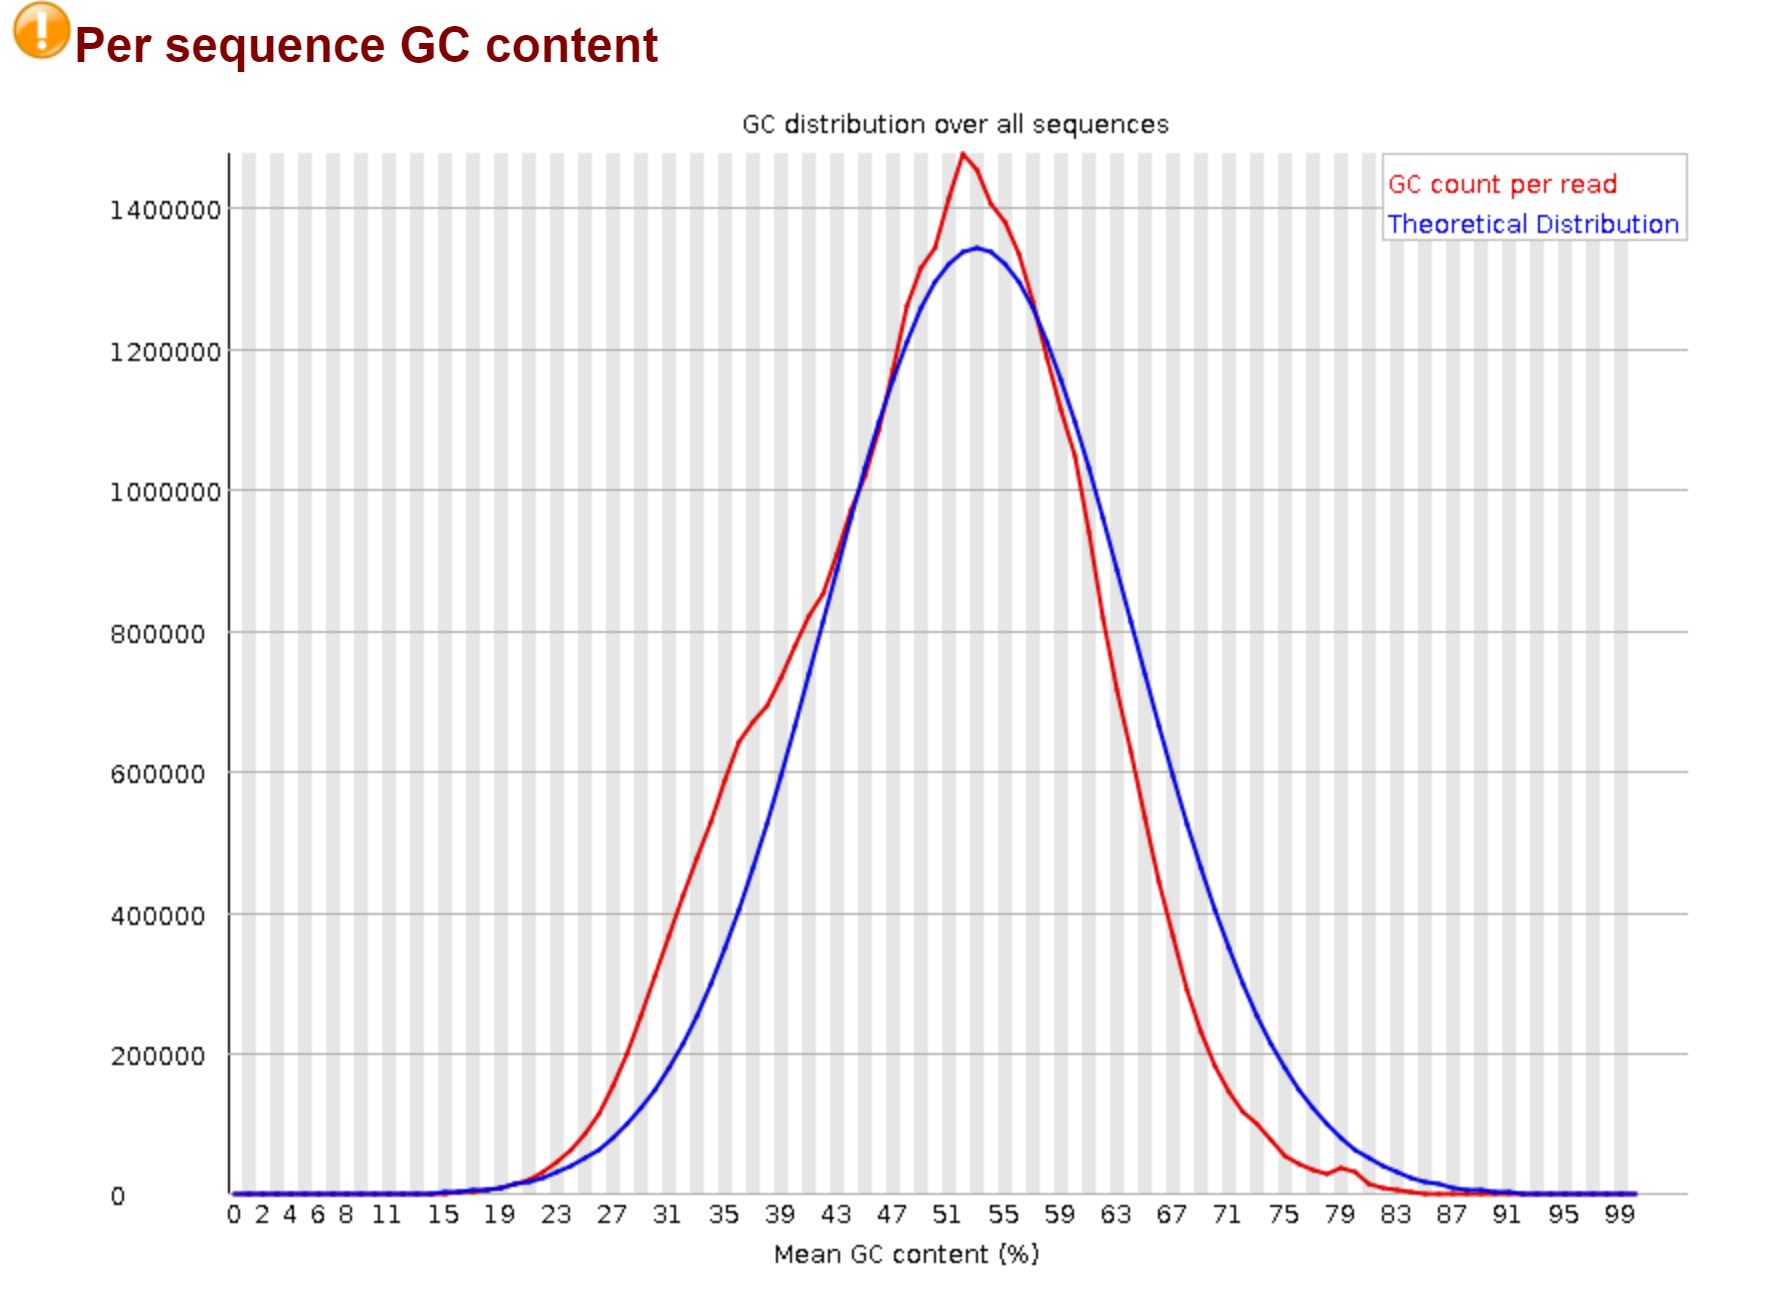 Per sequence GC content
GC distribution over all sequences
GC count per read
Theoretical Distribution
1400000
1200000
1000000
800000
600000
400000
200000
0
0 2 4 6 8 11 15 19 23 27 31 35 39 43 47 51 55 59 63 67 71 75 79 83 87 91 95 99
Mean GC content (%)